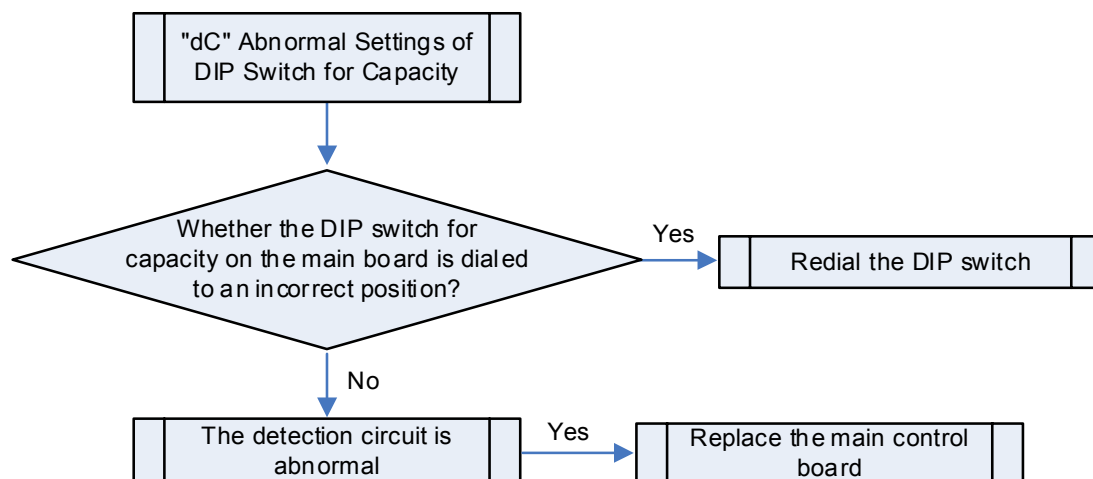 "dC" Abnormal Settings of
DIP Switch for Capacity
Whether the DIP switch for
capacity on the main board is dialed
to an incorrect position?
Yes
Redial the DIP switch
No
The detection circuit is
abnormal
Yes
Replace the main control
board